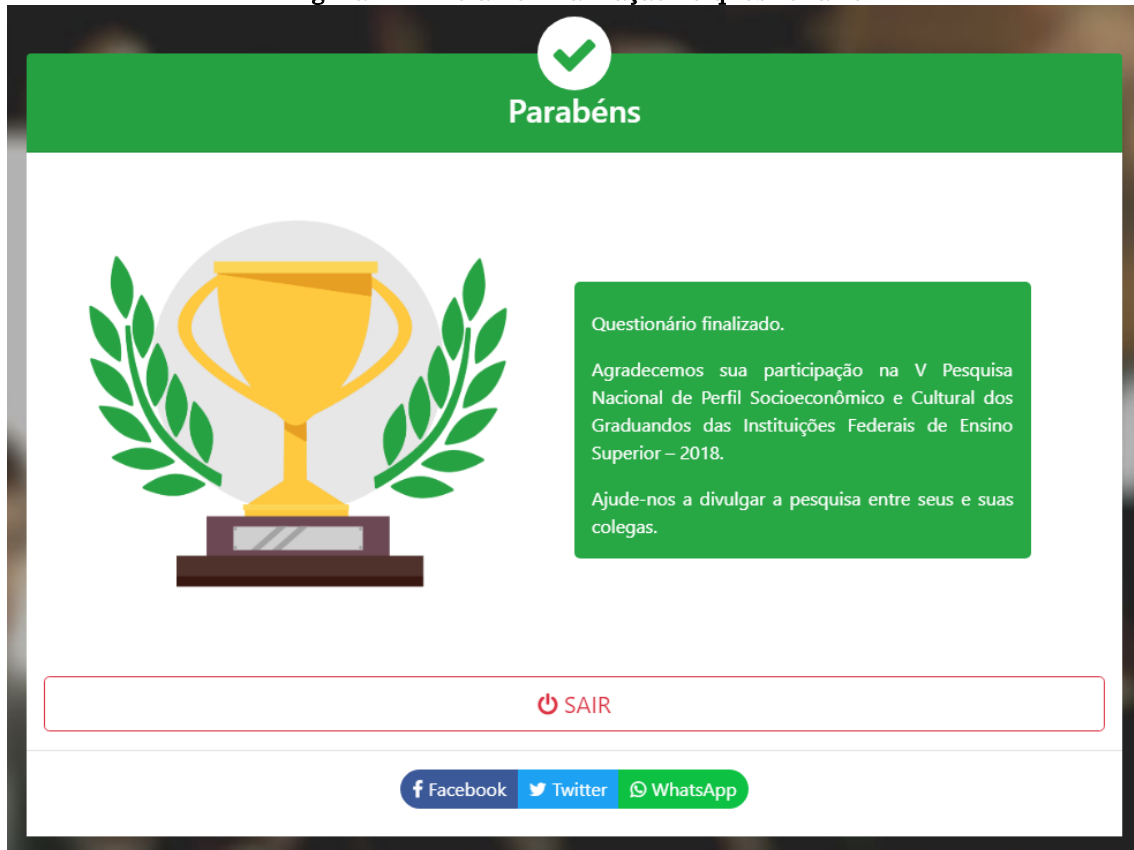 Parabéns
Questionário finalizado.
Agradecemos sua participação na V Pesquisa
Nacional de Perfil Socioeconômico e Cultural dos
Graduandos das Instituições Federais de Ensino
Superior – 2018.
Ajude-nos a divulgar a pesquisa entre seus e suas
colegas.
SAIR
Facebook Twitter WhatsApp